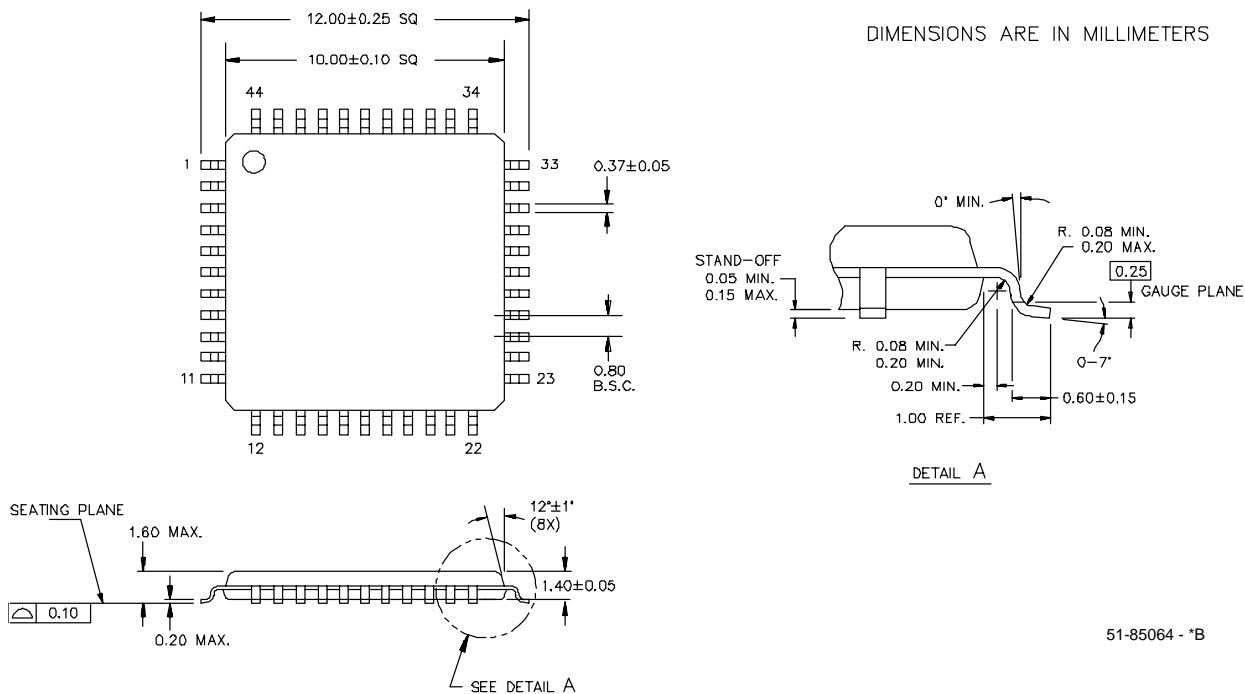 12.00±0.25 SQ
DIMENSIONS ARE IN MILLIMETERS
10.00±0.10 SQ
44
34
1
33
0.37±0.05
0° MIN.
R. 0.08 MIN.
0.20 MAX.
STAND-OFF
0.05 MIN.
0.15 MAX.
0.25
GAUGE PLANE
R. 0.08 MIN.
0.20 MIN.
0-7°
0.80
B.S.C.
11
23
0.20 MIN.
0.60±0.15
1.00 REF.
12
22
DETAIL A
SEATING PLANE
1.60 MAX.
12°±1°
(8X)
1.40±0.05
0.10
0.20 MAX.
SEE DETAIL A
51-85064 - *B